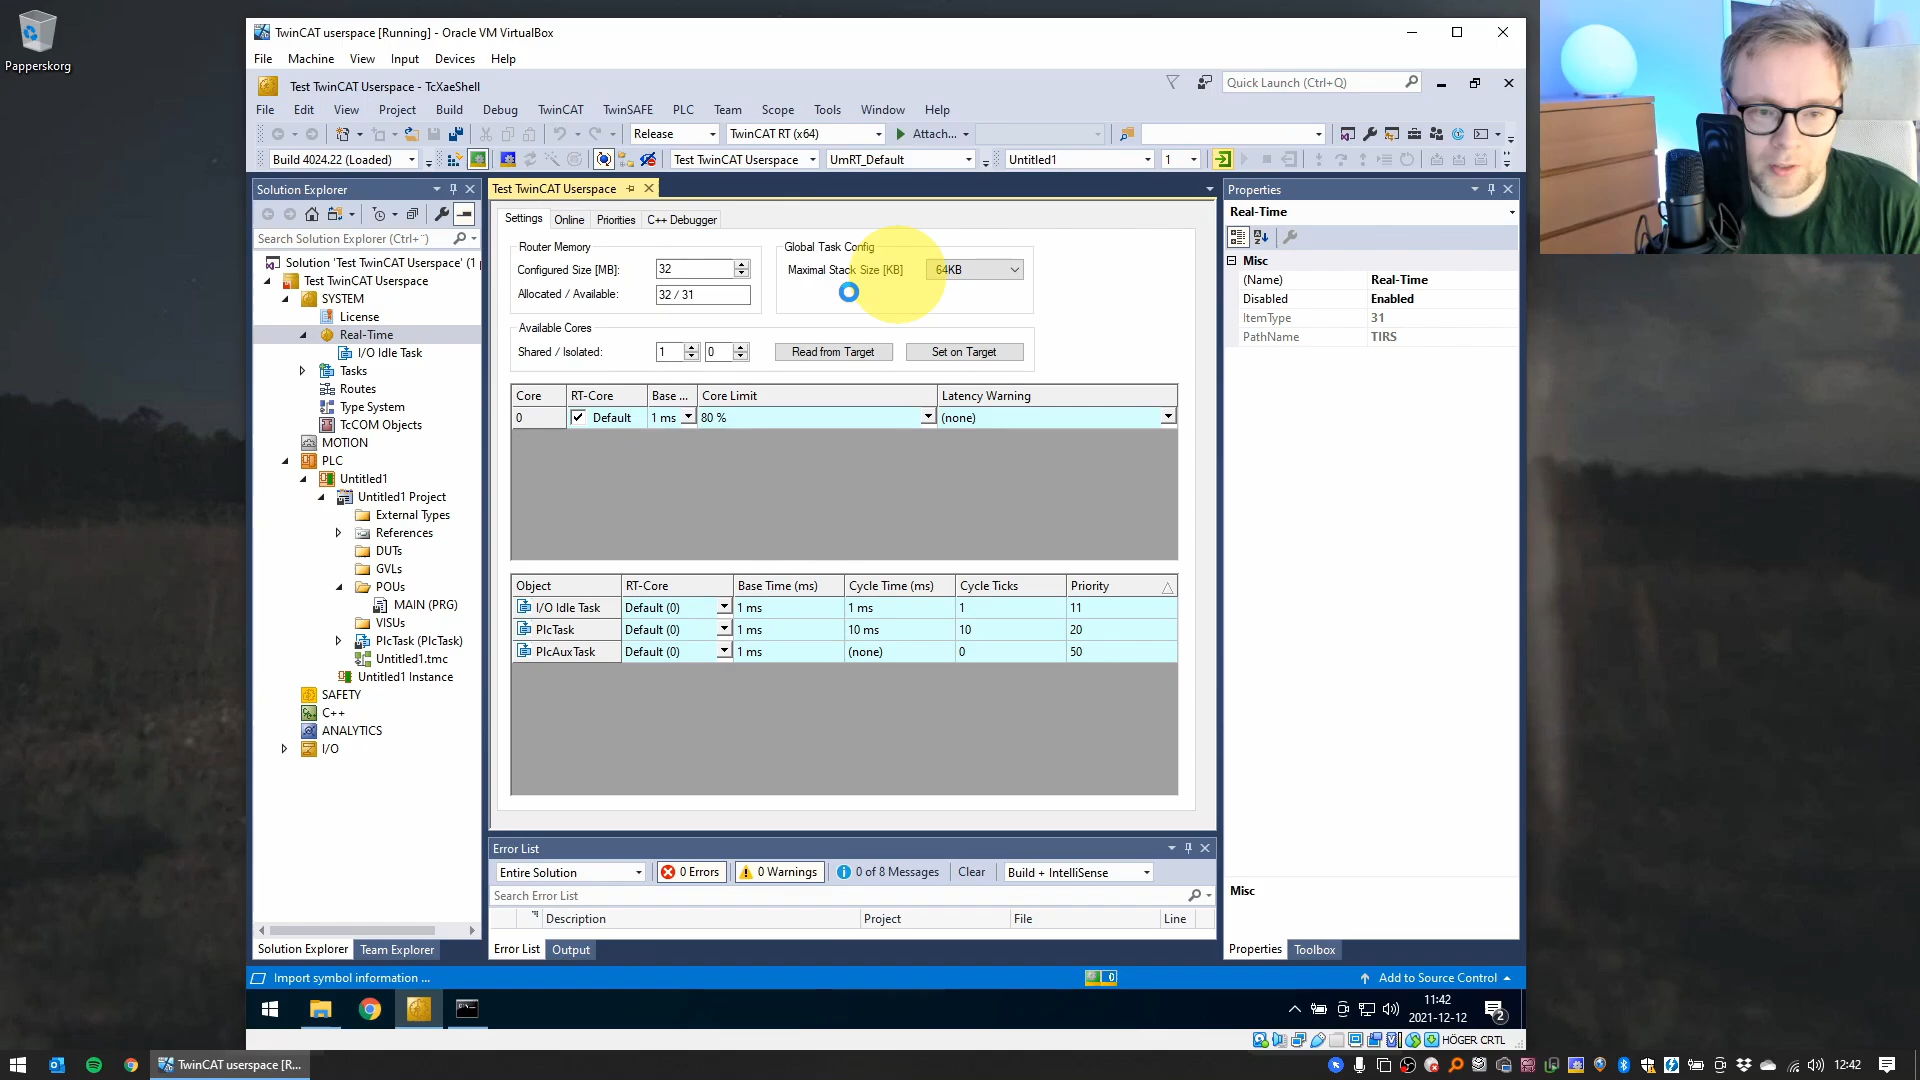 Papperskorg
TwinCAT userspace [Running] - Oracle VM VirtualBox
File Machine View Input Devices Help
Test TwinCAT Userspace - TcXaeShell
Quick Launch (Ctrl+Q)
File Edit View Project Build Debug TwinCAT TwinSAFE PLC Team Scope Tools Window Help
Release TwinCAT RT (x64) Attach...
Build 4024.22 (Loaded) Test TwinCAT Userspace UmRT_Default Untitled1 1
Solution Explorer
Search Solution Explorer (Ctrl+¨)
Solution 'Test TwinCAT Userspace' (1 p
Test TwinCAT Userspace
SYSTEM
License
Real-Time
I/O Idle Task
Tasks
Routes
Type System
TcCOM Objects
MOTION
PLC
Untitled1
Untitled1 Project
External Types
References
DUTs
GVLs
POUs
MAIN (PRG)
VISUs
PlcTask (PlcTask)
Untitled1.tmc
Untitled1 Instance
SAFETY
C++
ANALYTICS
I/O
Solution Explorer Team Explorer
Test TwinCAT Userspace
Settings Online Priorities C++ Debugger
Router Memory
Configured Size [MB]: 32
Allocated / Available: 32 / 31
Global Task Config
Maximal Stack Size [KB] 64KB
Available Cores
Shared / Isolated: 1 0 Read from Target Set on Target
Core RT-Core Base ... Core Limit Latency Warning
0 Default 1 ms 80 % (none)
Object RT-Core Base Time (ms) Cycle Time (ms) Cycle Ticks Priority
I/O Idle Task Default (0) 1 ms 1 ms 1 11
PlcTask Default (0) 1 ms 10 ms 10 20
PlcAuxTask Default (0) 1 ms (none) 0 50
Error List
Entire Solution 0 Errors 0 Warnings 0 of 8 Messages Clear Build + IntelliSense
Search Error List
Description Project File Line
Error List Output
Properties
Real-Time
Misc
(Name) Real-Time
Disabled Enabled
ItemType 31
PathName TIRS
Misc
Properties Toolbox
Import symbol information ... 0 Add to Source Control
11:42
2021-12-12
2
HÖGER CRTL
TwinCAT userspace [R...
12:42